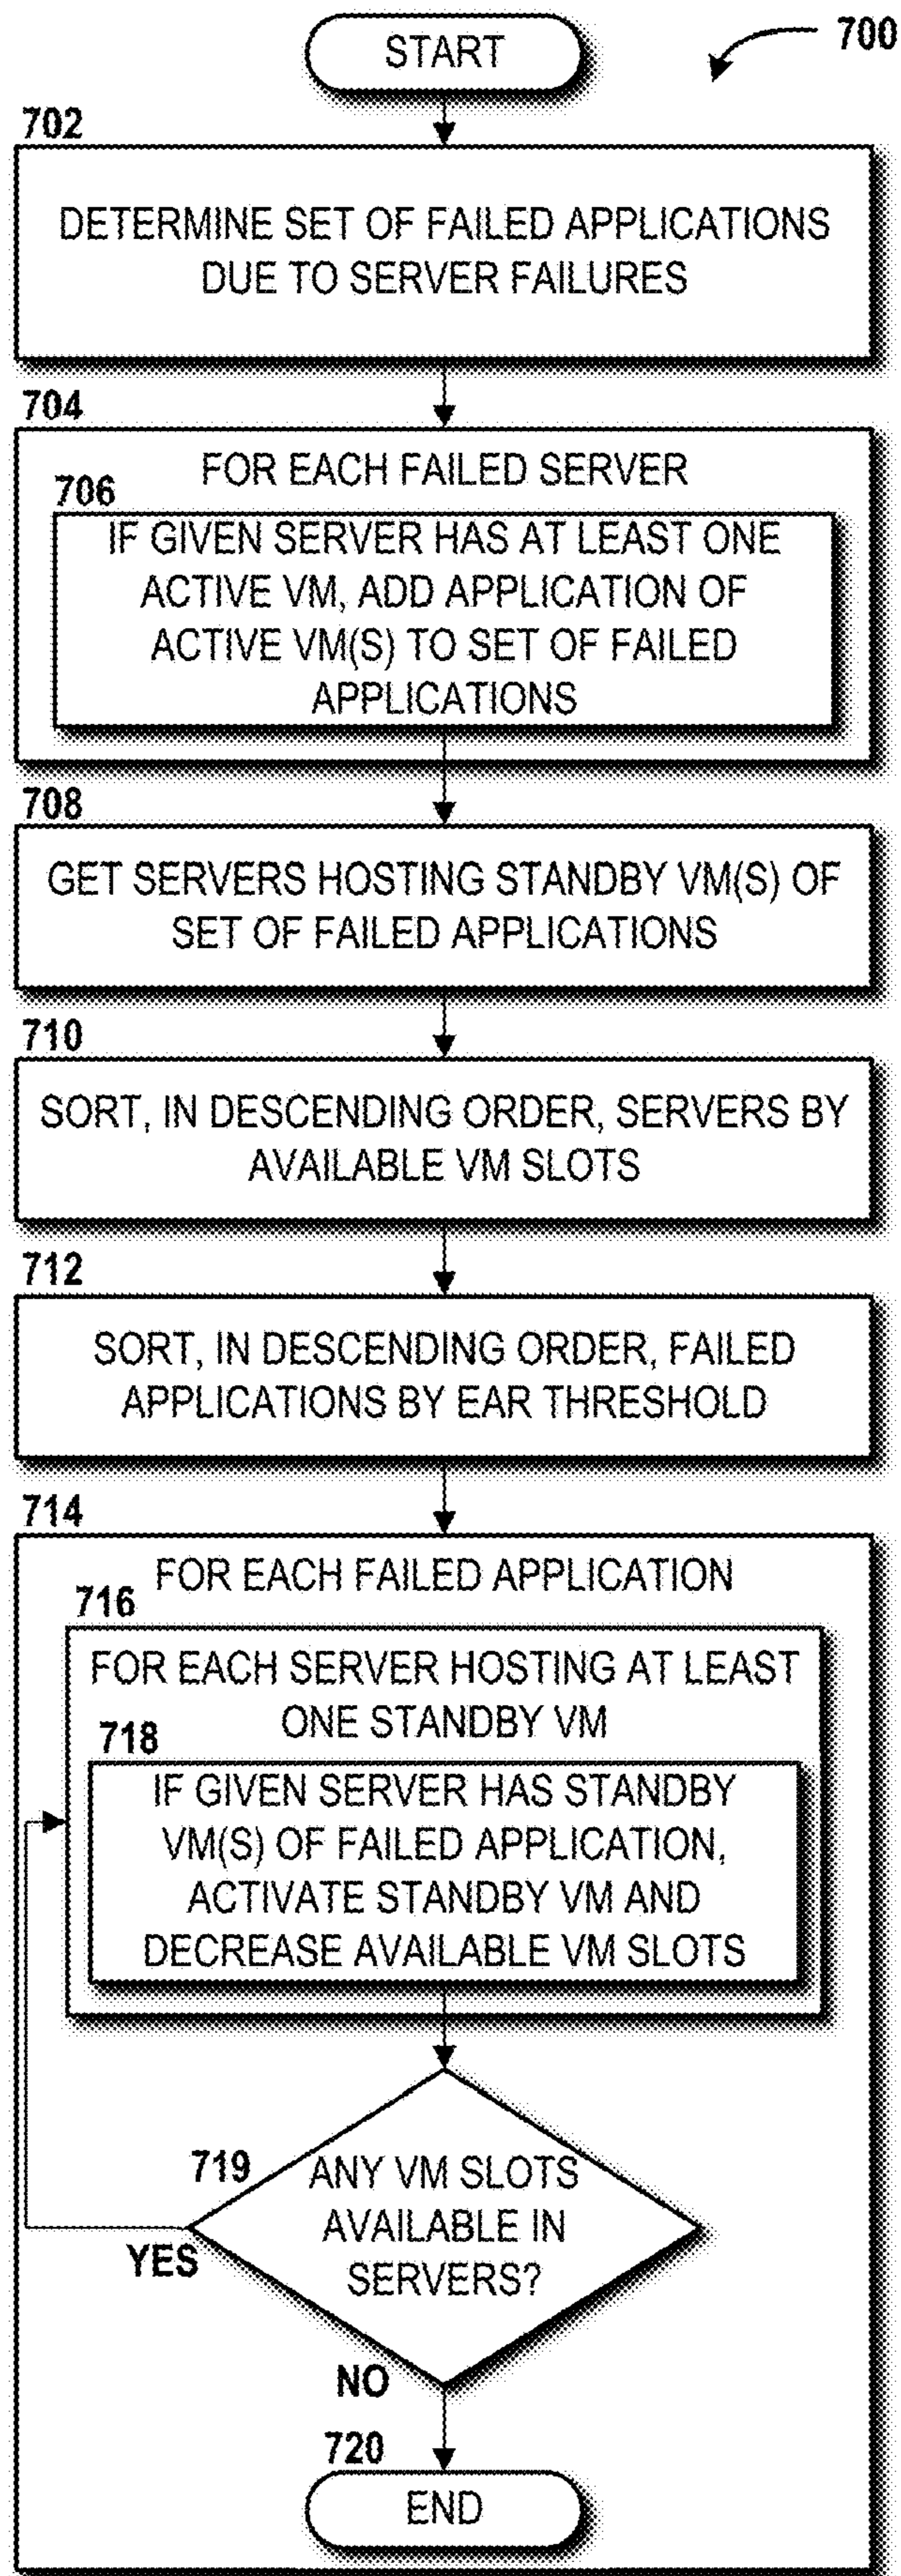 START
700
702
DETERMINE SET OF FAILED APPLICATIONS
DUE TO SERVER FAILURES
704
FOR EACH FAILED SERVER
706
IF GIVEN SERVER HAS AT LEAST ONE
ACTIVE VM, ADD APPLICATION OF
ACTIVE VM(S) TO SET OF FAILED
APPLICATIONS
708
GET SERVERS HOSTING STANDBY VM(S) OF
SET OF FAILED APPLICATIONS
710
SORT, IN DESCENDING ORDER, SERVERS BY
AVAILABLE VM SLOTS
712
SORT, IN DESCENDING ORDER, FAILED
APPLICATIONS BY EAR THRESHOLD
714
FOR EACH FAILED APPLICATION
716
FOR EACH SERVER HOSTING AT LEAST
ONE STANDBY VM
718
IF GIVEN SERVER HAS STANDBY
VM(S) OF FAILED APPLICATION,
ACTIVATE STANDBY VM AND
DECREASE AVAILABLE VM SLOTS
719
ANY VM SLOTS
AVAILABLE IN
SERVERS?
YES
NO
720
END